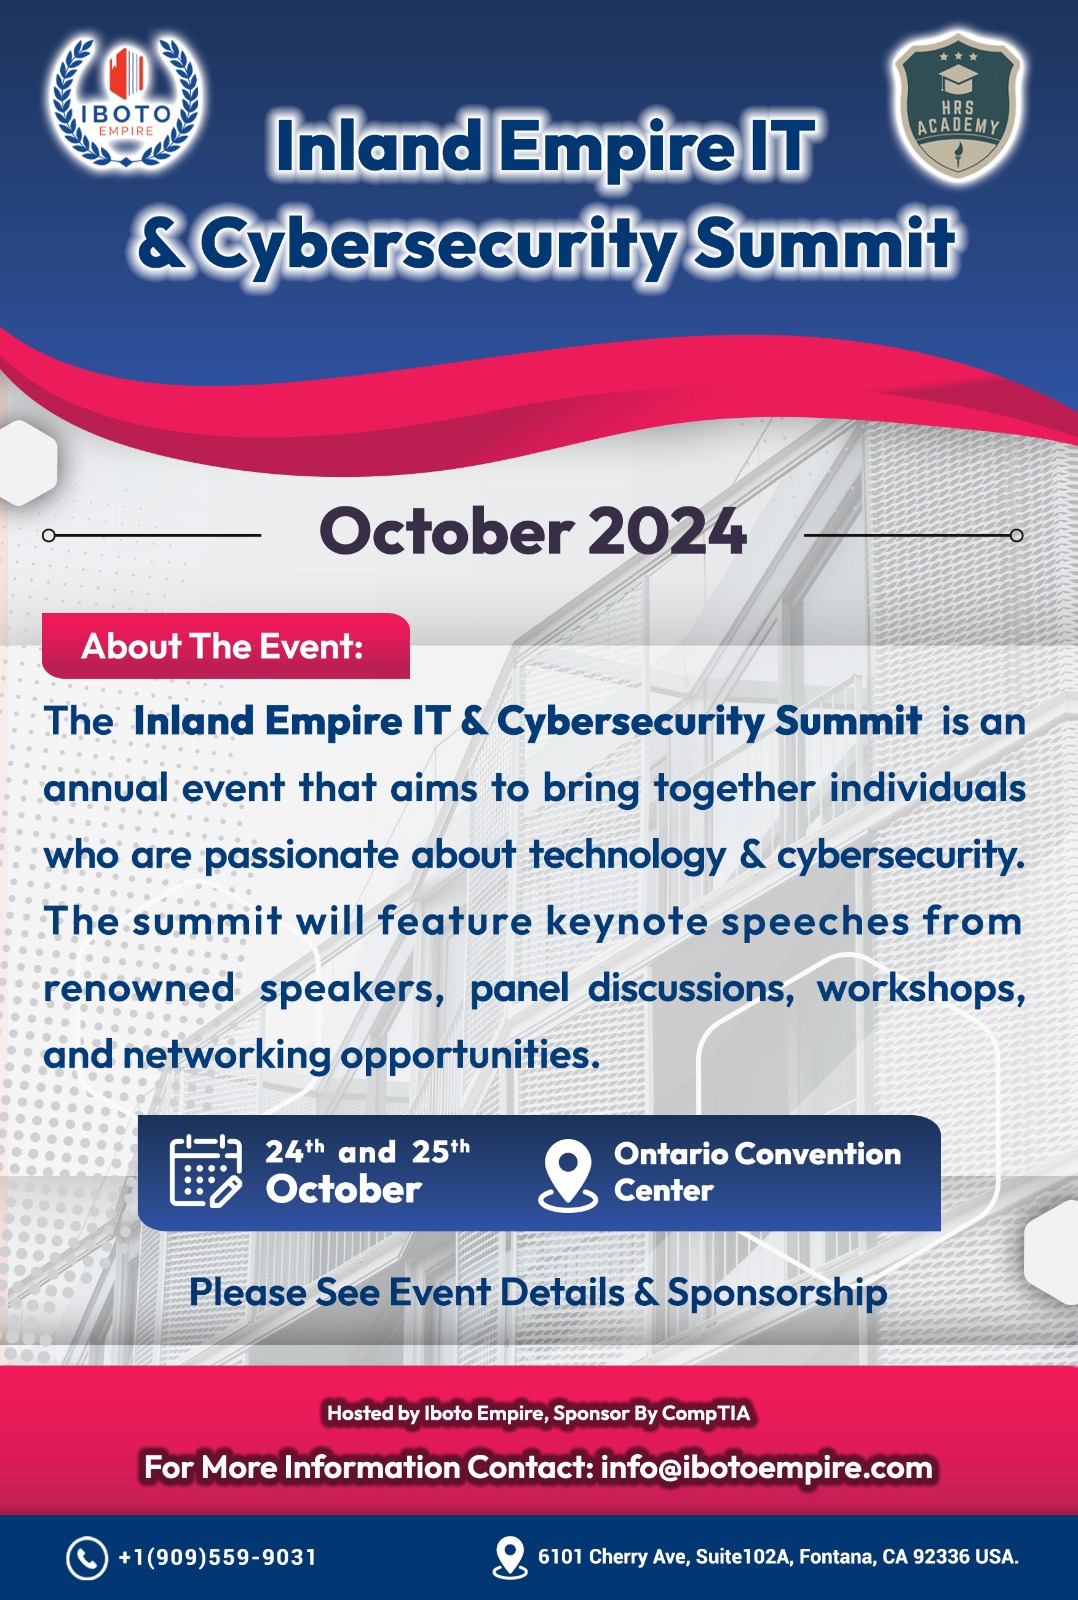 IBOTO
EMPIRE
HRS
ACADEMY
Inland Empire IT
& Cybersecurity Summit
October 2024
About The Event:
The Inland Empire IT & Cybersecurity Summit is an
annual event that aims to bring together individuals
who are passionate about technology & cybersecurity.
The summit will feature keynote speeches from
renowned speakers, panel discussions, workshops,
and networking opportunities.
24th and 25th
October
Ontario Convention
Center
Please See Event Details & Sponsorship
Hosted by Iboto Empire, Sponsor By CompTIA
For More Information Contact: info@ibotoempire.com
+1(909)559-9031
6101 Cherry Ave, Suite102A, Fontana, CA 92336 USA.